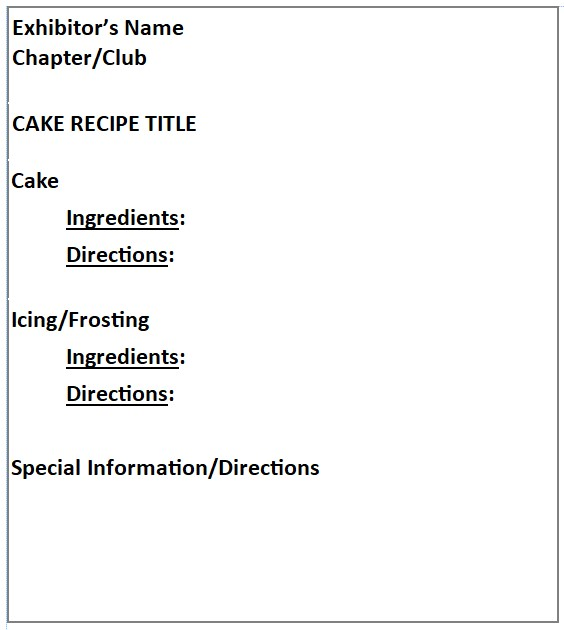 Exhibitor’s Name
Chapter/Club
CAKE RECIPE TITLE
Cake
Ingredients:
Directions:
Icing/Frosting
Ingredients:
Directions:
Special Information/Directions